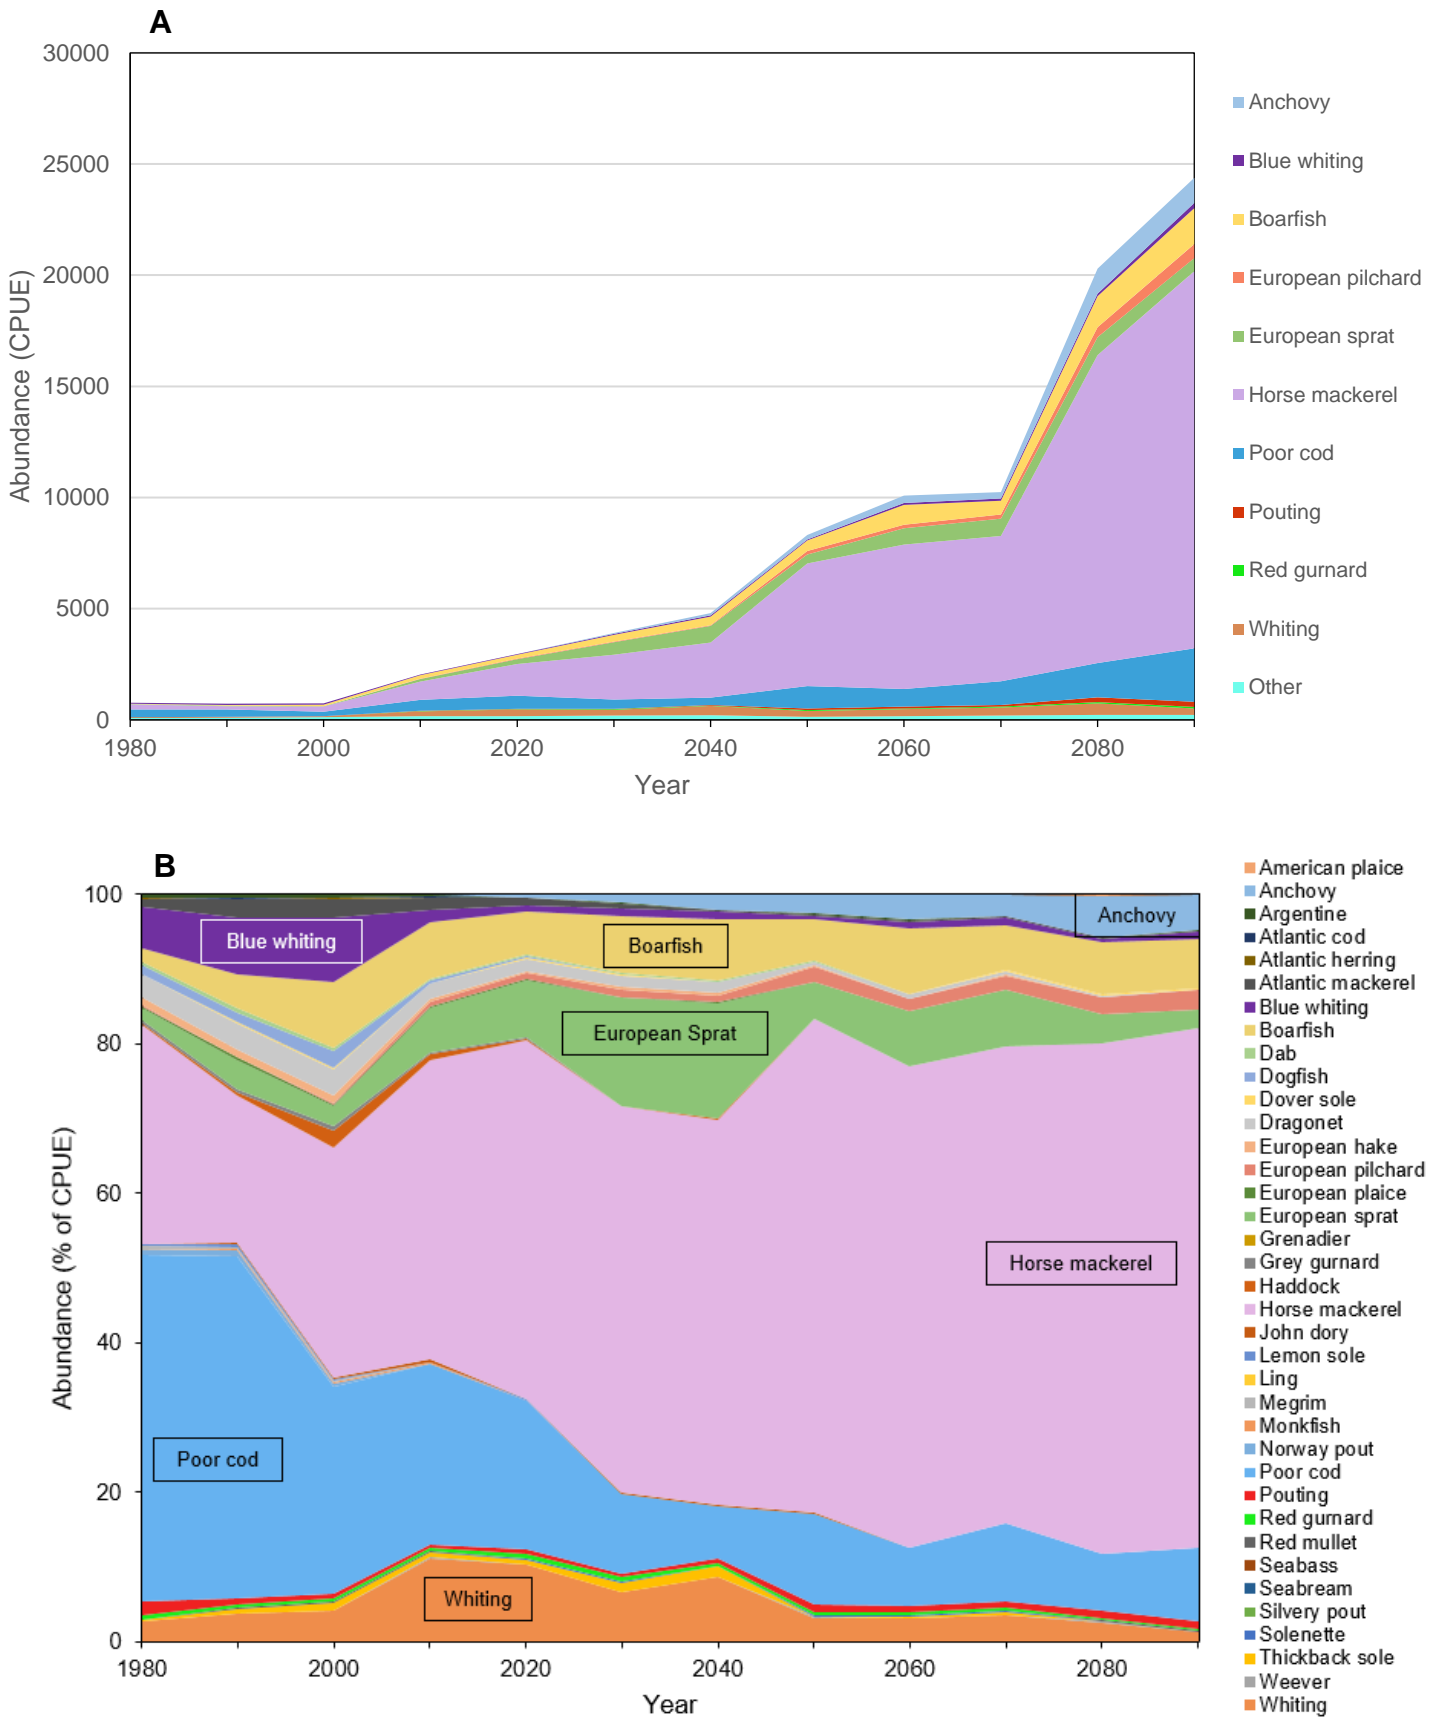 A
30000
25000
20000
15000
10000
5000
0
Abundance (CPUE)
1980
2000
2020
2040
2060
2080
Year
Anchovy
Blue whiting
Boarfish
European pilchard
European sprat
Horse mackerel
Poor cod
Pouting
Red gurnard
Whiting
Other
B
100
80
60
40
20
0
Abundance (% of CPUE)
Blue whiting
Boarfish
Anchovy
European Sprat
Horse mackerel
Poor cod
Whiting
1980
2000
2020
2040
2060
2080
Year
American plaice
Anchovy
Argentine
Atlantic cod
Atlantic herring
Atlantic mackerel
Blue whiting
Boarfish
Dab
Dogfish
Dover sole
Dragonet
European hake
European pilchard
European plaice
European sprat
Grenadier
Grey gurnard
Haddock
Horse mackerel
John dory
Lemon sole
Ling
Megrim
Monkfish
Norway pout
Poor cod
Pouting
Red gurnard
Red mullet
Seabass
Seabream
Silvery pout
Solenette
Thickback sole
Weever
Whiting